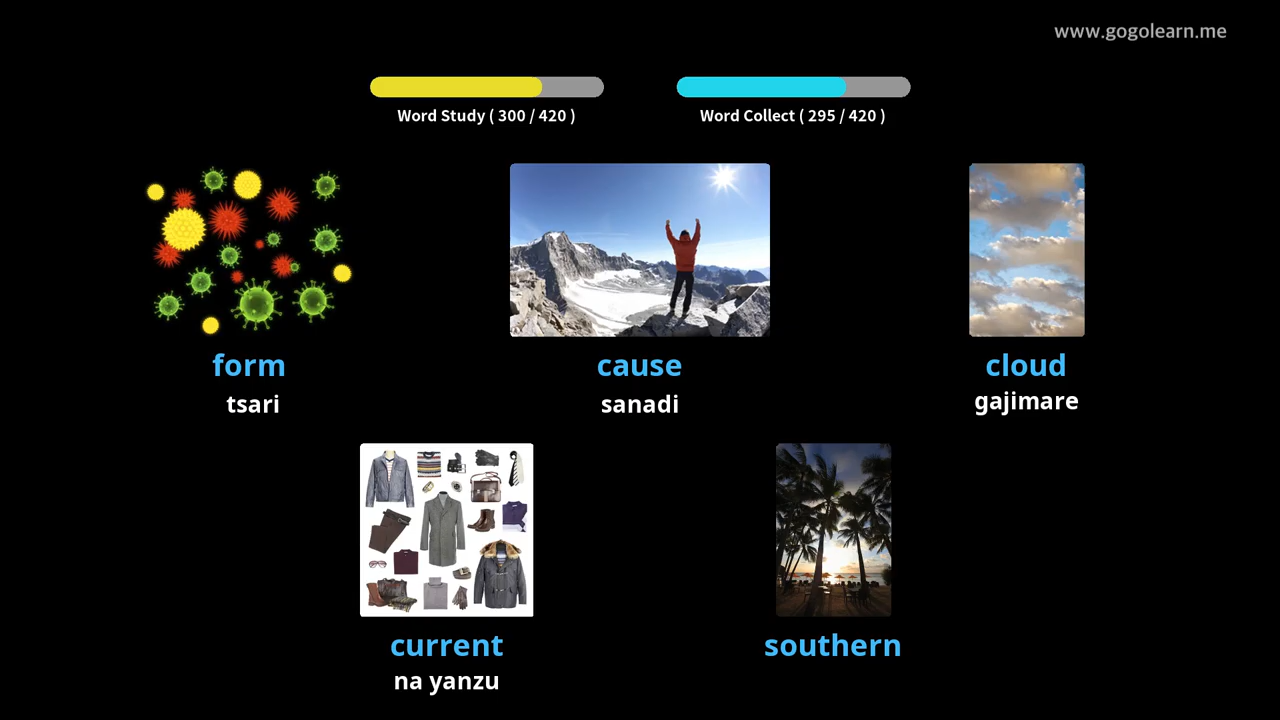 www.gogolearn.me
Word Study ( 300 / 420 )
Word Collect ( 295 / 420 )
form
tsari
cause
sanadi
cloud
gajimare
current
na yanzu
southern